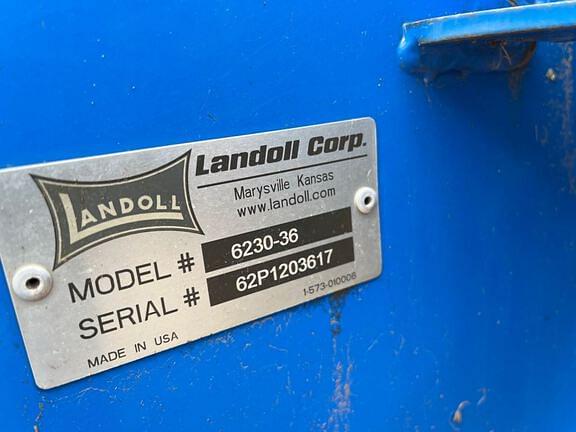 LANDOLL
Landoll Corp.
Marysville Kansas
www.landoll.com
MODEL # 6230-36
SERIAL # 62P1203617
1-573-010006
MADE IN USA